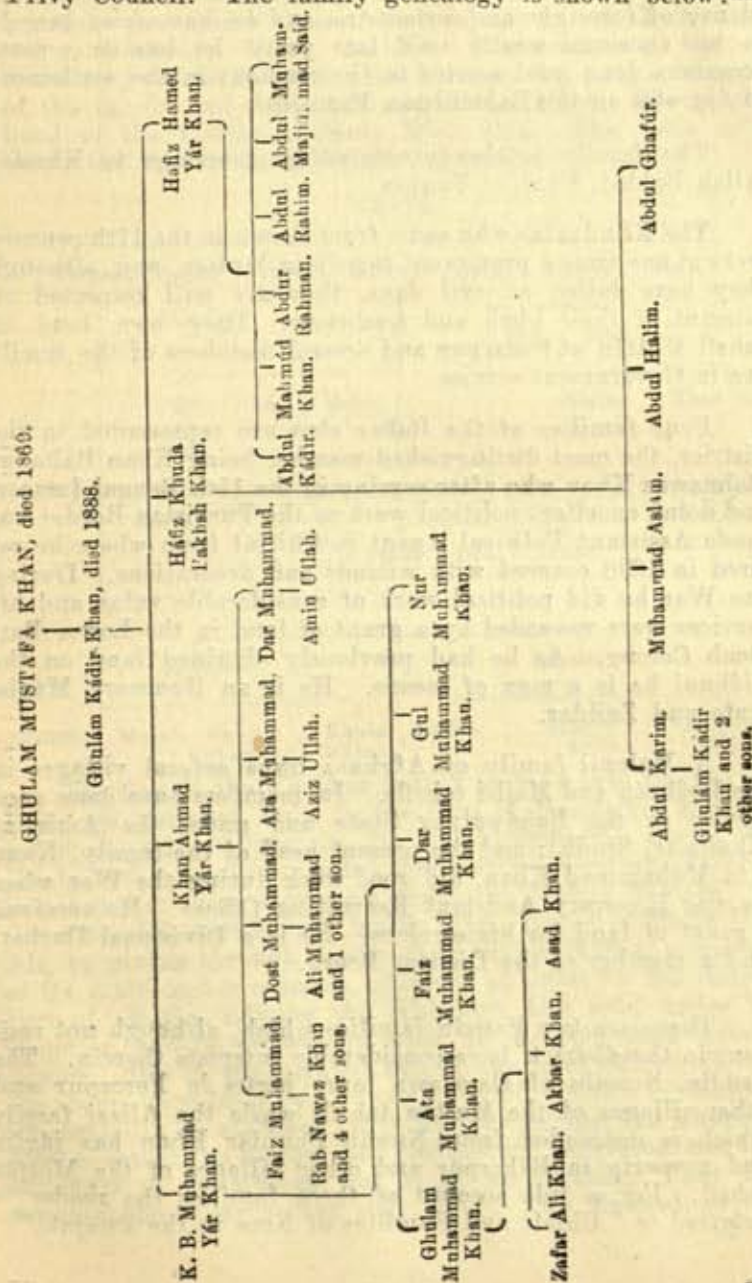 Privy Council. The family genealogy is shown below:
GHULAM MUSTAFA KHAN, died 1869.
Ghulám Kádir Khan, died 1888.
K. B. Muhammad Yár Khan.
Khan Ahmad Yár Khan.
Háfiz Khuda Bakhsh Khan.
Háfiz Hamed Yár Khan.
Faiz Muhammad.
Dost Muhammad.
Ata Muhammad.
Dar Muhammad.
Abdul Kádir.
Mahmúd Khan.
Abdur Rahman.
Abdul Rahim.
Abdul Majid.
Muhammad Said.
Rab Nawaz Khan and 4 other sons.
Ali Muhammad and 1 other son.
Aziz Ullah.
Amin Ullah.
Ghulam Muhammad Khan.
Ata Muhammad Khan.
Faiz Muhammad Khan.
Dar Muhammad Khan.
Gul Muhammad Khan.
Nur Muhammad Khan.
Zafar Ali Khan.
Akbar Khan.
Asad Khan.
Abdul Karim.
Muhammad Aslam.
Abdul Halim.
Abdul Ghafúr.
Ghulám Kadir Khan and 2 other sons.